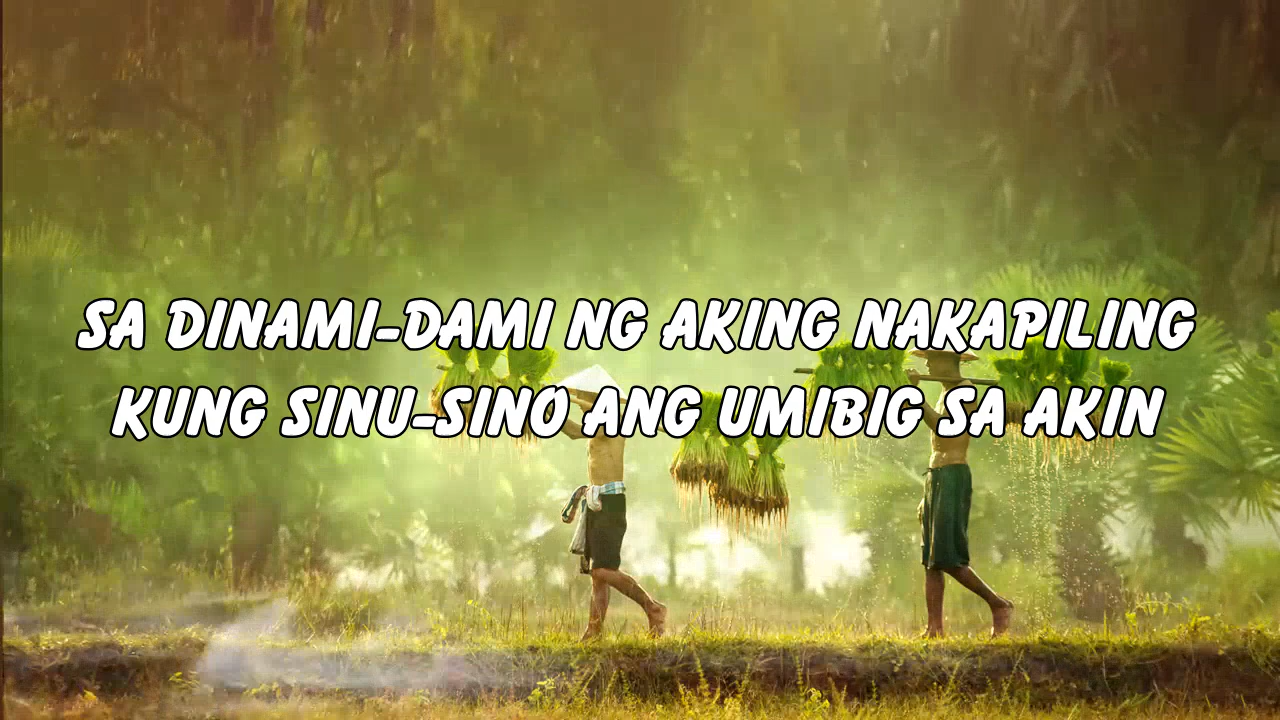 SA DINAMI-DAMI NG AKING NAKAPILING
KUNG SINU-SINO ANG UMIBIG SA AKIN